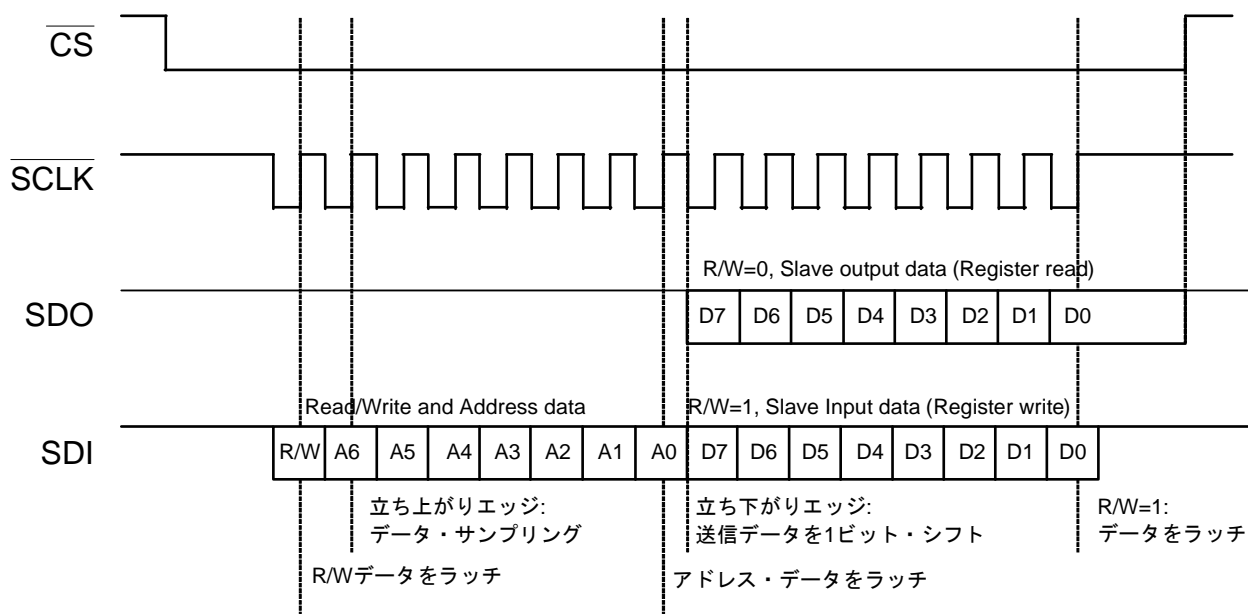 CS
SCLK
R/W=0, Slave output data (Register read)
SDO
D7 D6 D5 D4 D3 D2 D1 D0
Read/Write and Address data
R/W=1, Slave Input data (Register write)
SDI
R/W A6 A5 A4 A3 A2 A1 A0 D7 D6 D5 D4 D3 D2 D1 D0
立ち上がりエッジ:
データ・サンプリング
立ち下がりエッジ:
送信データを1ビット・シフト
R/W=1:
データをラッチ
R/Wデータをラッチ
アドレス・データをラッチ